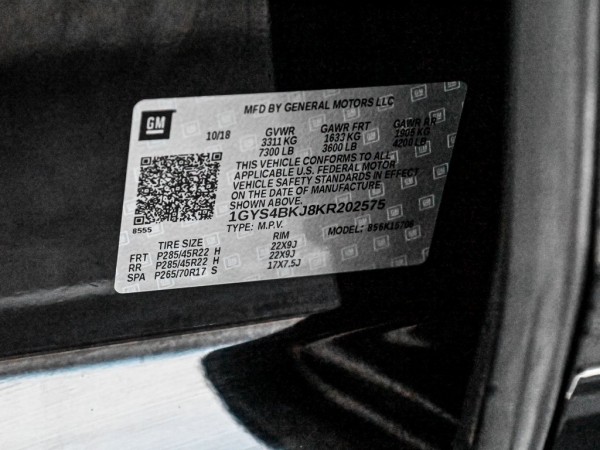 GM
MFD BY GENERAL MOTORS LLC
10/18 GVWR GAWR FRT GAWR RR
3311 KG 1633 KG 1905 KG
7300 LB 3600 LB 4200 LB
THIS VEHICLE CONFORMS TO ALL
APPLICABLE U.S. FEDERAL MOTOR
VEHICLE SAFETY STANDARDS IN EFFECT
ON THE DATE OF MANUFACTURE
SHOWN ABOVE.
1GYS4BKJ8KR202575
8555 TYPE: M.P.V. MODEL:
TIRE SIZE RIM
FRT P285/45R22 H 22X9J
RR P285/45R22 H 22X9J
SPA P265/70R17 S 17X7.5J